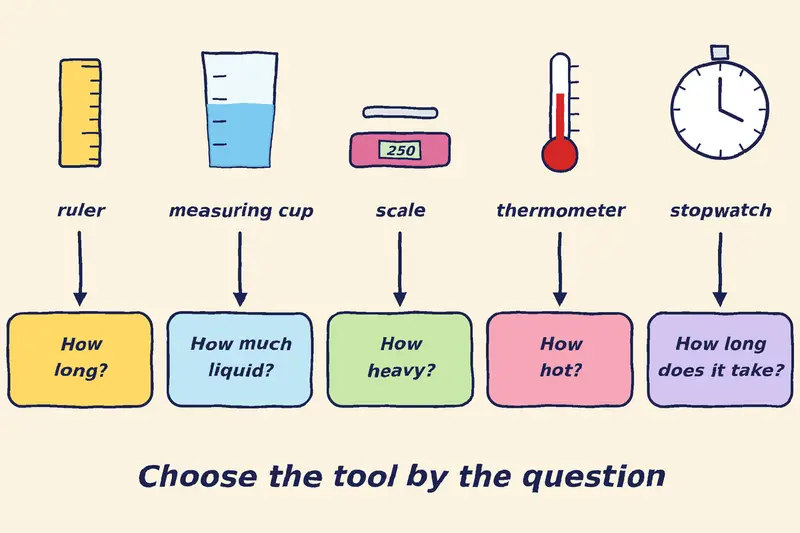 250
ruler
measuring cup
scale
thermometer
stopwatch
How
long?
How much
liquid?
How
heavy?
How
hot?
How long
does it take?
Choose the tool by the question